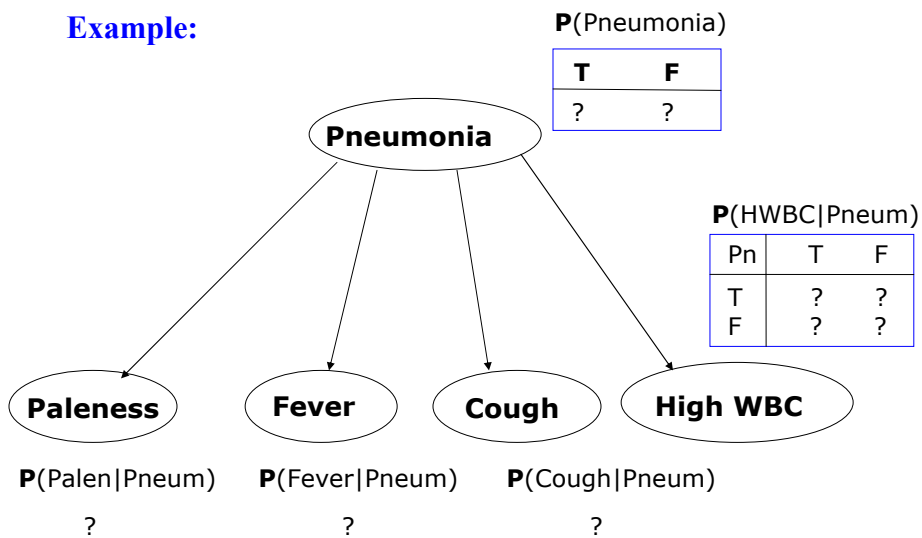 Example:
P(Pneumonia)
T F
? ?
Pneumonia
P(HWBC|Pneum)
Pn T F
T ? ?
F ? ?
Paleness Fever Cough High WBC
P(Palen|Pneum) P(Fever|Pneum) P(Cough|Pneum)
? ? ?